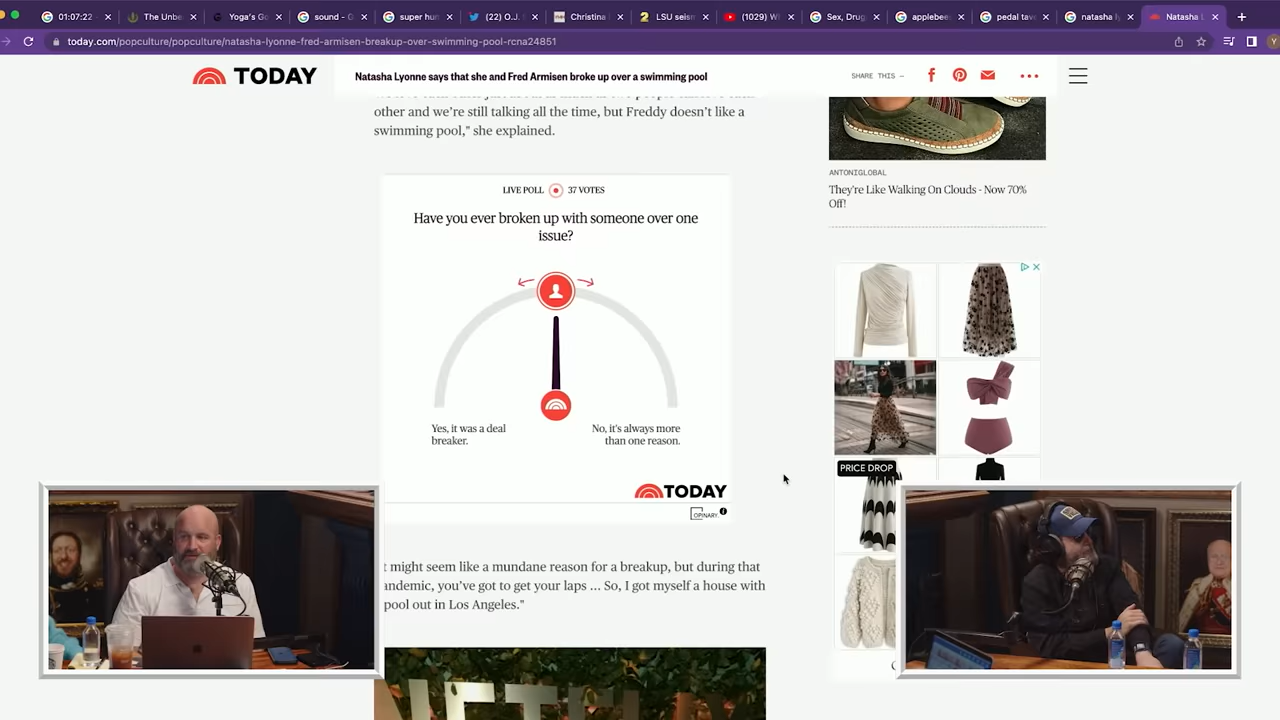 01:07:22
The Unbe
Yoga's Go
sound - G
super hum
(22) O.J. S
Christina
LSU seism
(1029) W
Sex, Drug
applebee
pedal tave
natasha ly
Natasha L
today.com/popculture/popculture/natasha-lyonne-fred-armisen-breakup-over-swimming-pool-rcna24851
TODAY
Natasha Lyonne says that she and Fred Armisen broke up over a swimming pool
SHARE THIS —
other and we're still talking all the time, but Freddy doesn't like a
swimming pool," she explained.
LIVE POLL 37 VOTES
Have you ever broken up with someone over one
issue?
Yes, it was a deal
breaker.
No, it's always more
than one reason.
TODAY
OPINARY
ANTONIGLOBAL
They're Like Walking On Clouds - Now 70%
Off!
PRICE DROP
t might seem like a mundane reason for a breakup, but during that
andemic, you've got to get your laps ... So, I got myself a house with
pool out in Los Angeles."